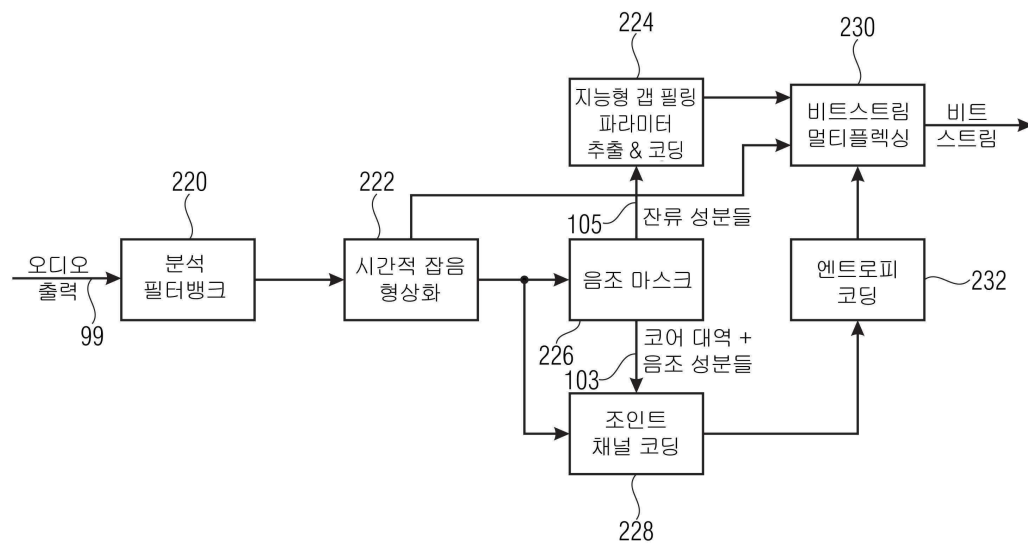 224
230
지능형 갭 필링
파라미터
추출 & 코딩
비트스트림
멀티플렉싱
비트
스트림
220
222
105
잔류 성분들
오디오
출력
99
분석
필터뱅크
시간적 잡음
형상화
음조 마스크
엔트로피
코딩
232
226
코어 대역 +
음조 성분들
103
조인트
채널 코딩
228